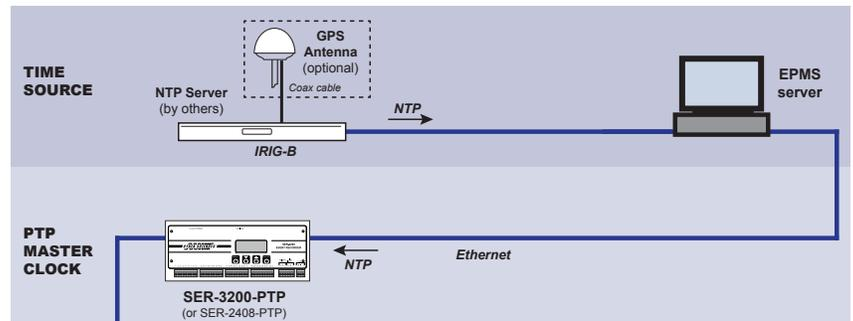 GPS
Antenna
(optional)
Coax cable
TIME
SOURCE
NTP Server
(by others)
NTP
IRIG-B
EPMS
server
PTP
MASTER
CLOCK
NTP
Ethernet
SER-3200-PTP
(or SER-2408-PTP)